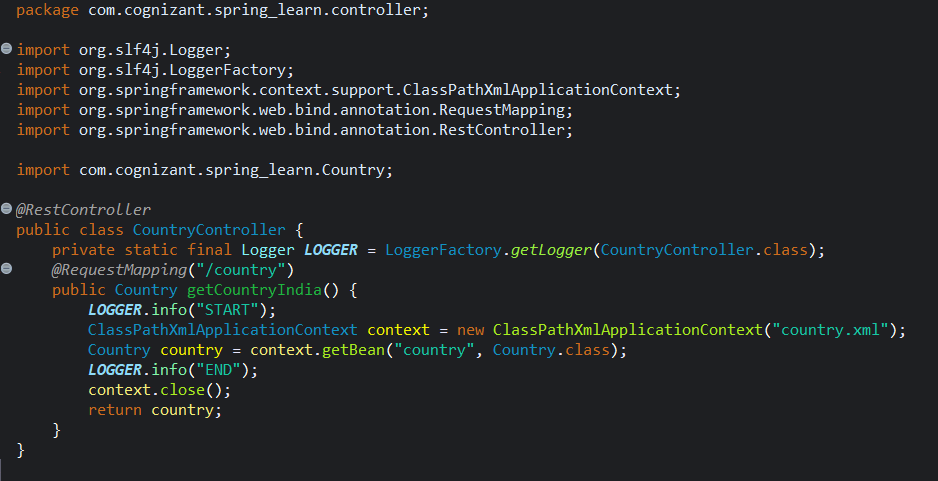 package com.cognizant.spring_learn.controller;
import org.slf4j.Logger;
import org.slf4j.LoggerFactory;
import org.springframework.context.support.ClassPathXmlApplicationContext;
import org.springframework.web.bind.annotation.RequestMapping;
import org.springframework.web.bind.annotation.RestController;
import com.cognizant.spring_learn.Country;
@RestController
public class CountryController {
    private static final Logger LOGGER = LoggerFactory.getLogger(CountryController.class);
    @RequestMapping("/country")
    public Country getCountryIndia() {
        LOGGER.info("START");
        ClassPathXmlApplicationContext context = new ClassPathXmlApplicationContext("country.xml");
        Country country = context.getBean("country", Country.class);
        LOGGER.info("END");
        context.close();
        return country;
    }
}